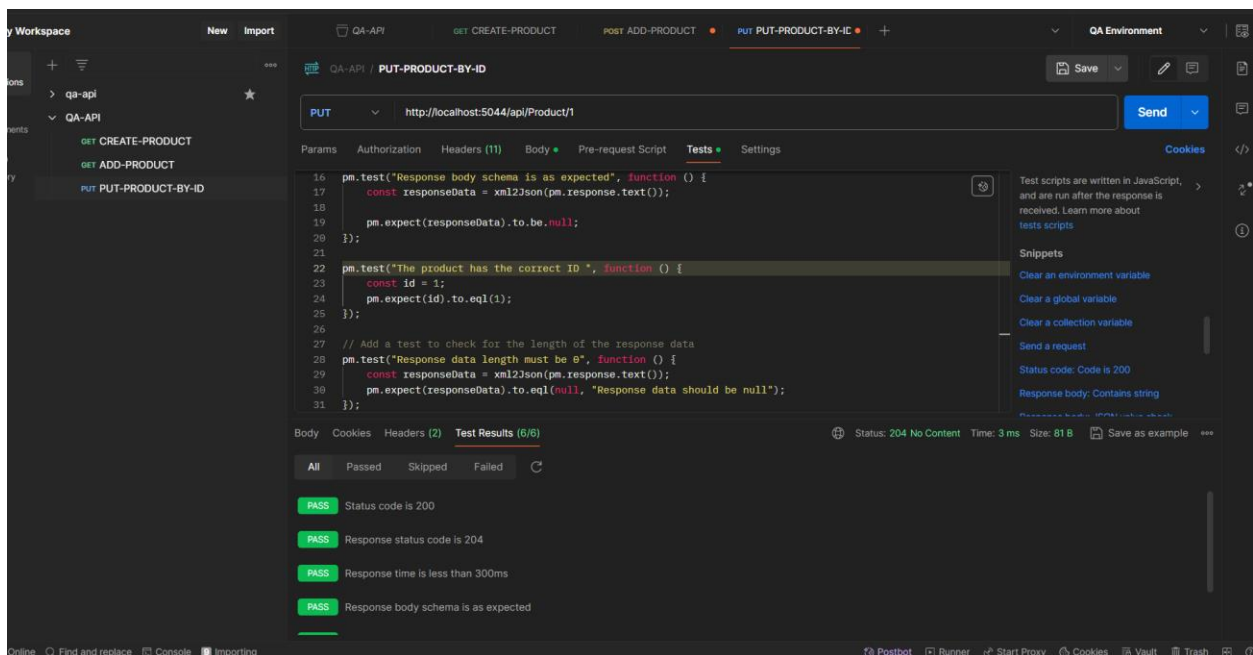 y Workspace New Import QA-API GET CREATE-PRODUCT POST ADD-PRODUCT PUT PUT-PRODUCT-BY-IC QA Environment
ions
QA-API / PUT-PRODUCT-BY-ID Save
qa-api
QA-API
ments
GET CREATE-PRODUCT
GET ADD-PRODUCT
ry
PUT PUT-PRODUCT-BY-ID
PUT http://localhost:5044/api/Product/1 Send
Params Authorization Headers (11) Body Pre-request Script Tests Settings Cookies
16 pm.test("Response body schema is as expected", function () {
17 const responseData = xml2Json(pm.response.text());
18
19 pm.expect(responseData).to.be.null;
20 });
21
22 pm.test("The product has the correct ID ", function () {
23 const id = 1;
24 pm.expect(id).to.eql(1);
25 });
26
27 // Add a test to check for the length of the response data
28 pm.test("Response data length must be 0", function () {
29 const responseData = xml2Json(pm.response.text());
30 pm.expect(responseData).to.eql(null, "Response data should be null");
31 });
Test scripts are written in JavaScript,
and are run after the response is
received. Learn more about
tests scripts
Snippets
Clear an environment variable
Clear a global variable
Clear a collection variable
Send a request
Status code: Code is 200
Response body: Contains string
Response body: JSON value check
Body Cookies Headers (2) Test Results (6/6) Status: 204 No Content Time: 3 ms Size: 81 B Save as example
All Passed Skipped Failed
PASS Status code is 200
PASS Response status code is 204
PASS Response time is less than 300ms
PASS Response body schema is as expected
Online Find and replace Console Importing Postbot Runner Start Proxy Cookies Vault Trash